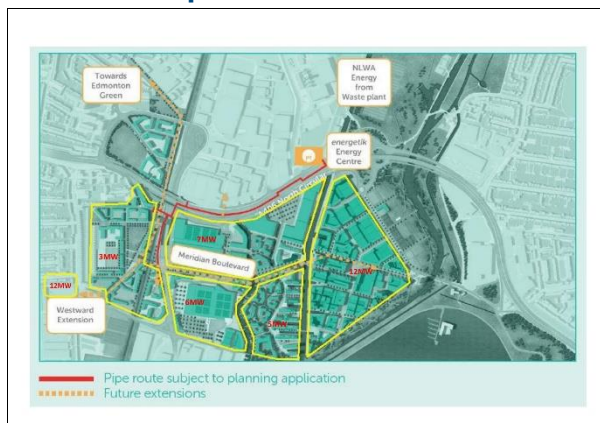 Towards
Edmonton
Green
NLWA
Energy
from
Waste plant
energetik
Energy
Centre
7MW
3MW
Meridian Boulevard
12MW
12MW
6MW
Westward
Extension
5MW
Pipe route subject to planning application
Future extensions